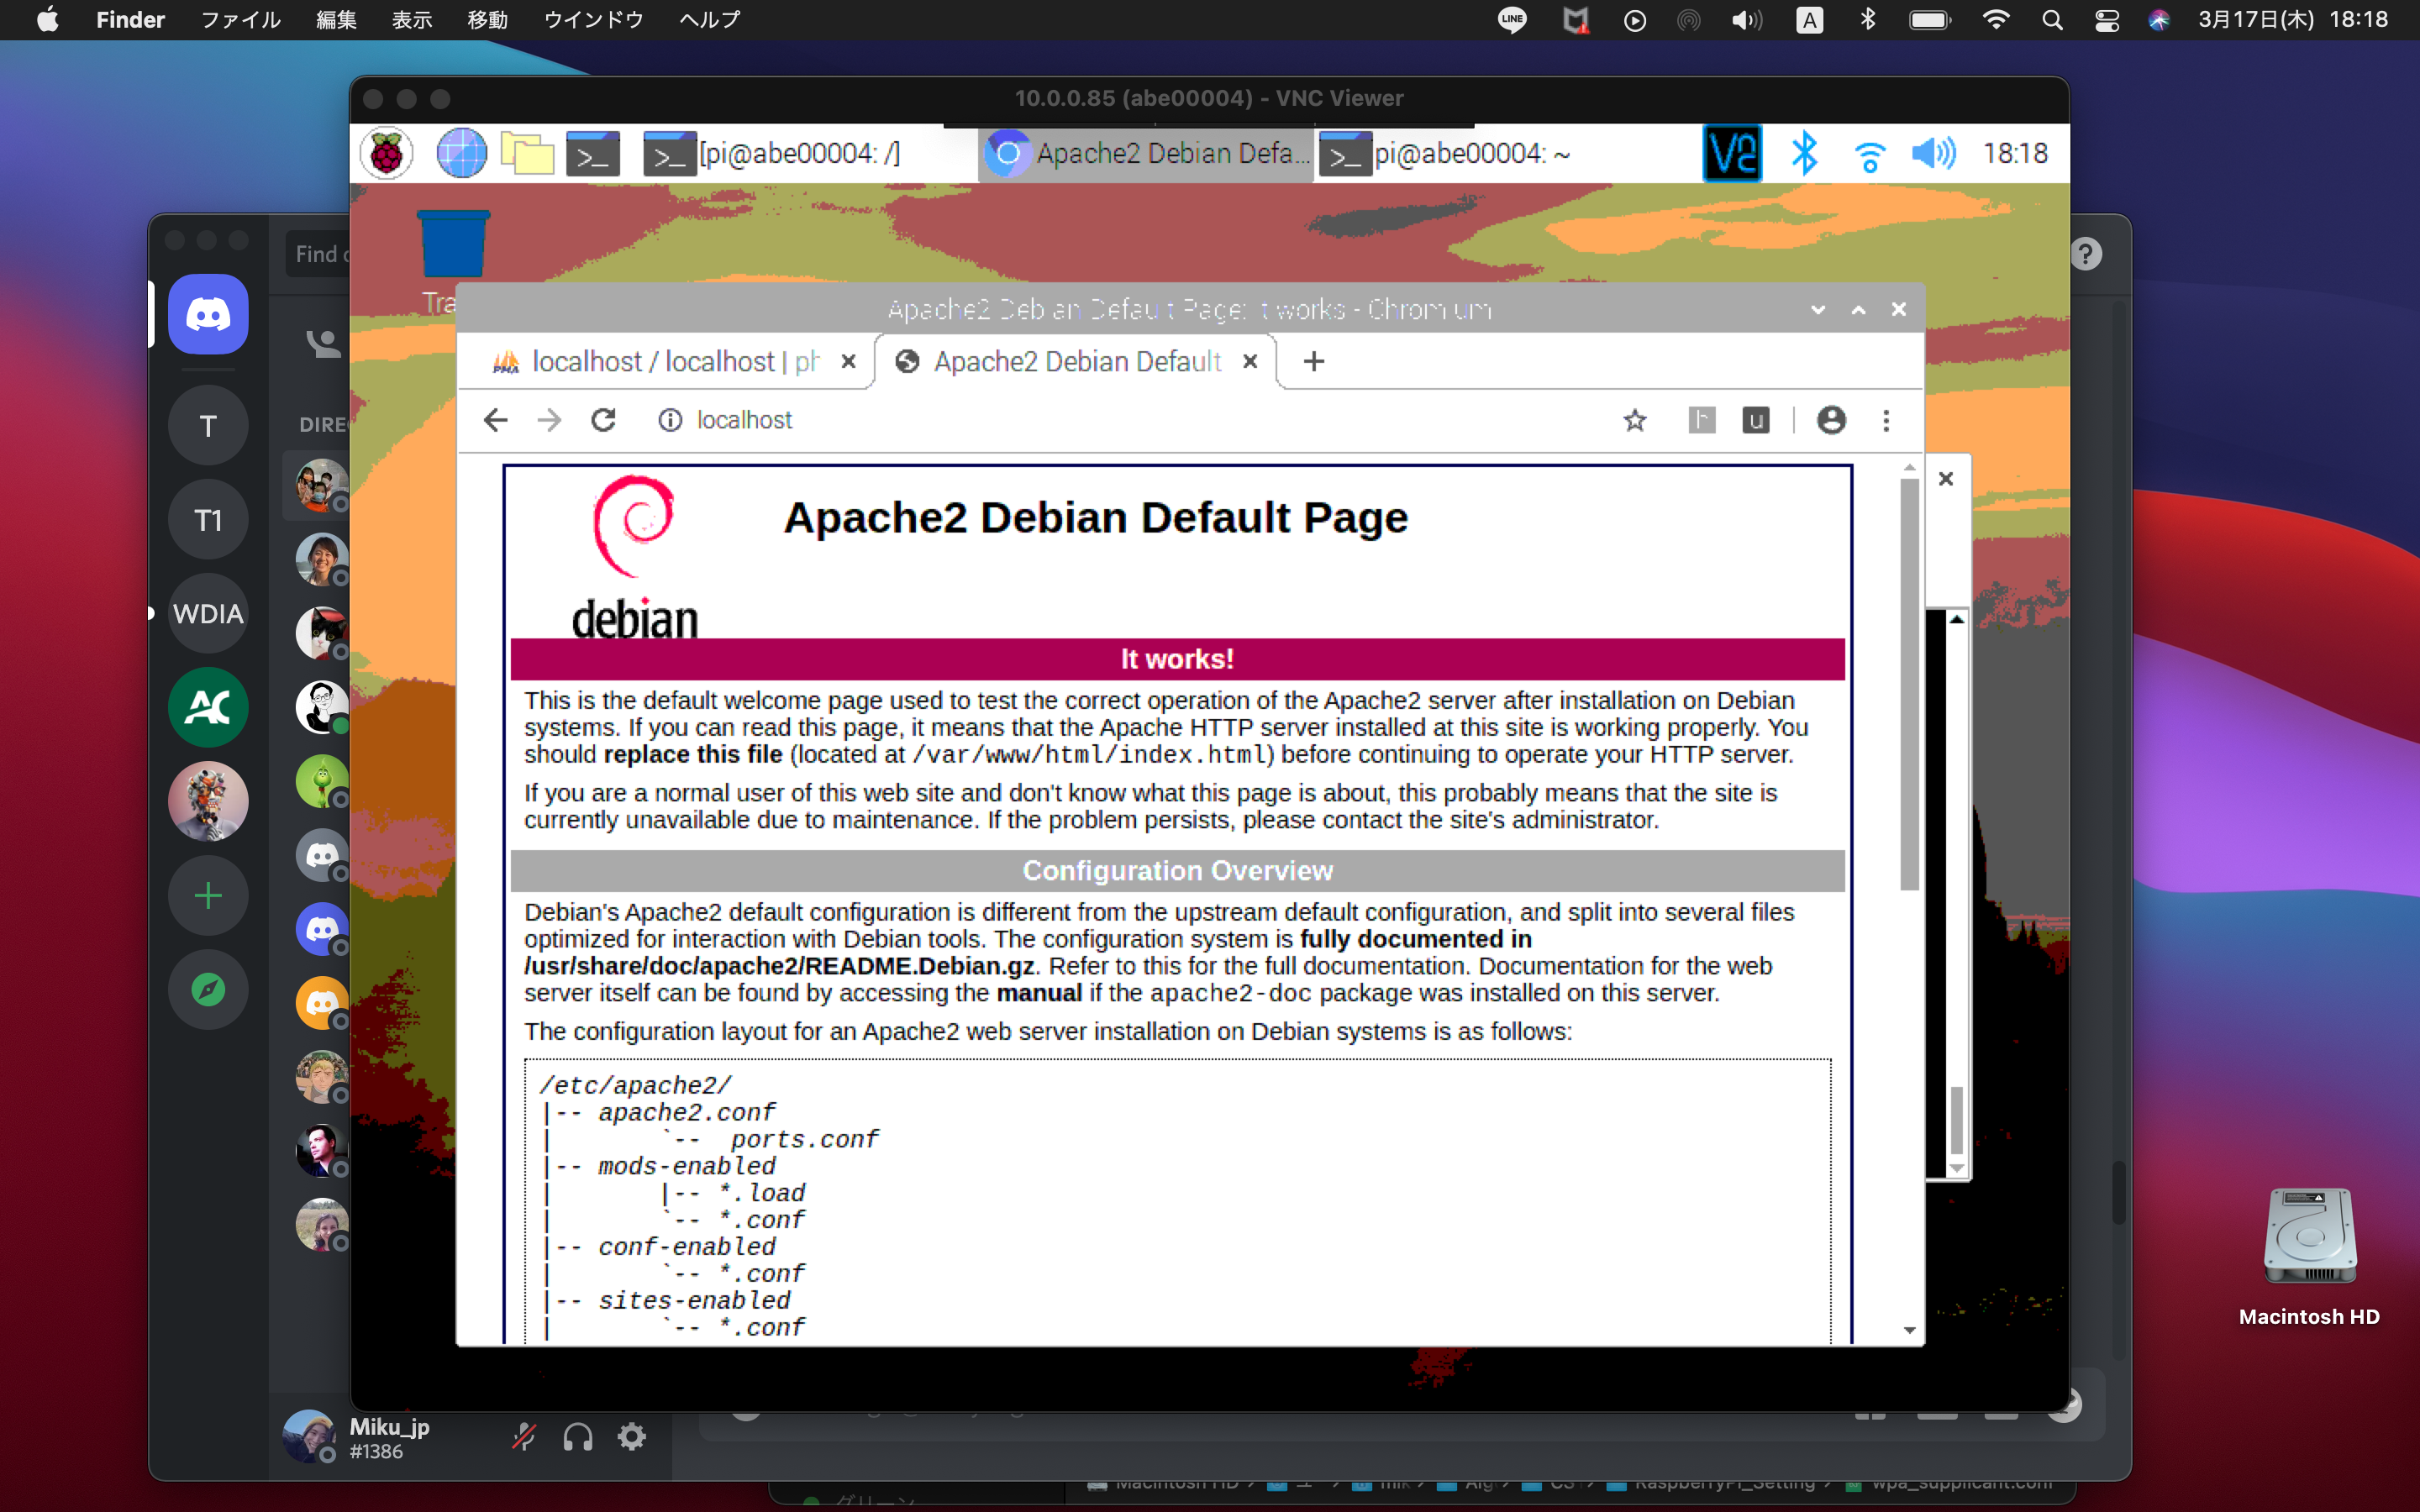 Finder ファイル 編集 表示 移動 ウインドウ ヘルプ LINE A 3月17日(木) 18:18
10.0.0.85 (abe00004) - VNC Viewer
[pi@abe00004: /] Apache2 Debian Defa... pi@abe00004: ~ 18:18
Find
Tra
Apache2 Debian Default Page: It works - Chromium
PMA localhost / localhost | ph Apache2 Debian Default
localhost
DIRE
T
T1
WDIA
AC
debian
Apache2 Debian Default Page
It works!
This is the default welcome page used to test the correct operation of the Apache2 server after installation on Debian
systems. If you can read this page, it means that the Apache HTTP server installed at this site is working properly. You
should replace this file (located at /var/www/html/index.html) before continuing to operate your HTTP server.
If you are a normal user of this web site and don't know what this page is about, this probably means that the site is
currently unavailable due to maintenance. If the problem persists, please contact the site's administrator.
Configuration Overview
Debian's Apache2 default configuration is different from the upstream default configuration, and split into several files
optimized for interaction with Debian tools. The configuration system is fully documented in
/usr/share/doc/apache2/README.Debian.gz. Refer to this for the full documentation. Documentation for the web
server itself can be found by accessing the manual if the apache2-doc package was installed on this server.
The configuration layout for an Apache2 web server installation on Debian systems is as follows:
/etc/apache2/
|-- apache2.conf
|       `--  ports.conf
|-- mods-enabled
|       |-- *.load
|       `-- *.conf
|-- conf-enabled
|       `-- *.conf
|-- sites-enabled
|       `-- *.conf
Macintosh HD
Miku_jp
#1386
Macintosh HD RaspberryPi_Setting wpa_supplicant.conf
グリーン